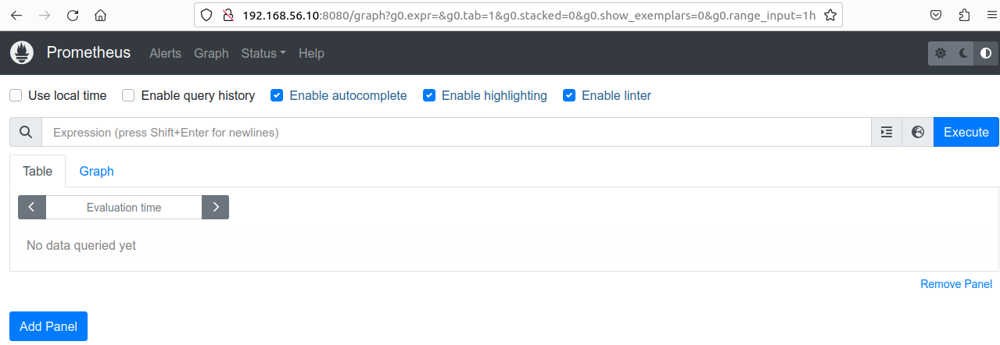 192.168.56.10:8080/graph?g0.expr=&g0.tab=1&g0.stacked=0&g0.show_exemplars=0&g0.range_input=1h
Prometheus Alerts Graph Status Help
Use local time Enable query history Enable autocomplete Enable highlighting Enable linter
Expression (press Shift+Enter for newlines) Execute
Table Graph
Evaluation time
No data queried yet
Remove Panel
Add Panel